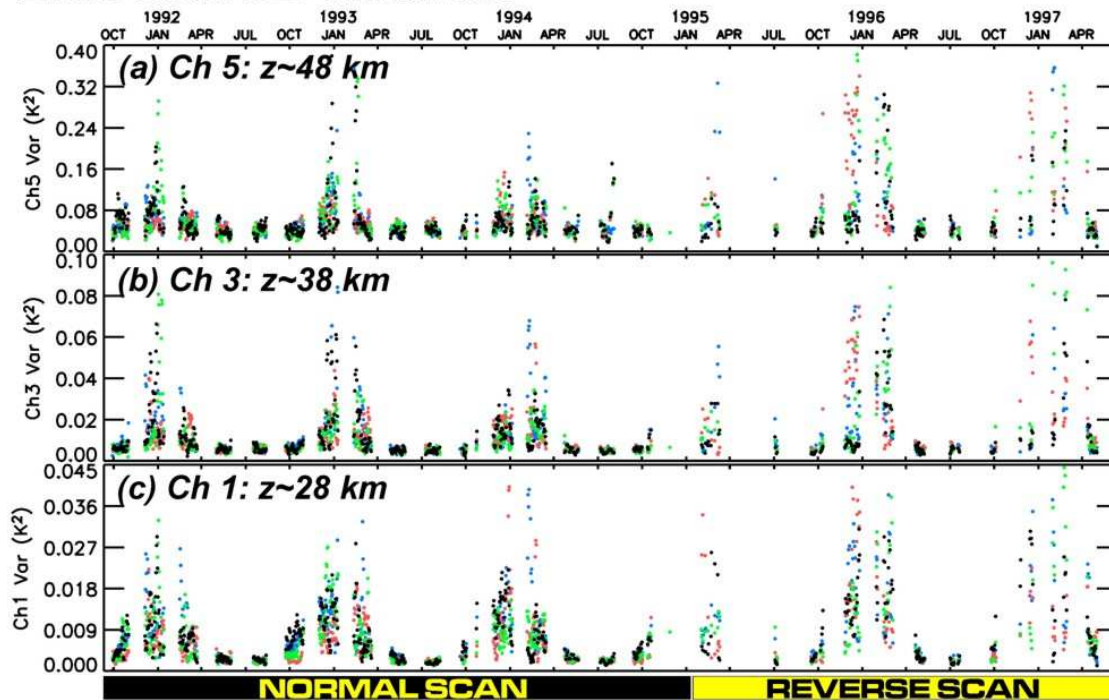 1992 1993 1994 1995 1996 1997
OCT JAN APR JUL OCT JAN APR JUL OCT JAN APR JUL OCT JAN APR JUL OCT JAN APR JUL OCT JAN APR
(a) Ch 5: z~48 km
0.40
0.32
0.24
0.16
0.08
0.00
Ch5 Var (K²)
(b) Ch 3: z~38 km
0.10
0.08
0.06
0.04
0.02
0.00
Ch3 Var (K²)
(c) Ch 1: z~28 km
0.045
0.036
0.027
0.018
0.009
0.000
Ch1 Var (K²)
NORMAL SCAN REVERSE SCAN